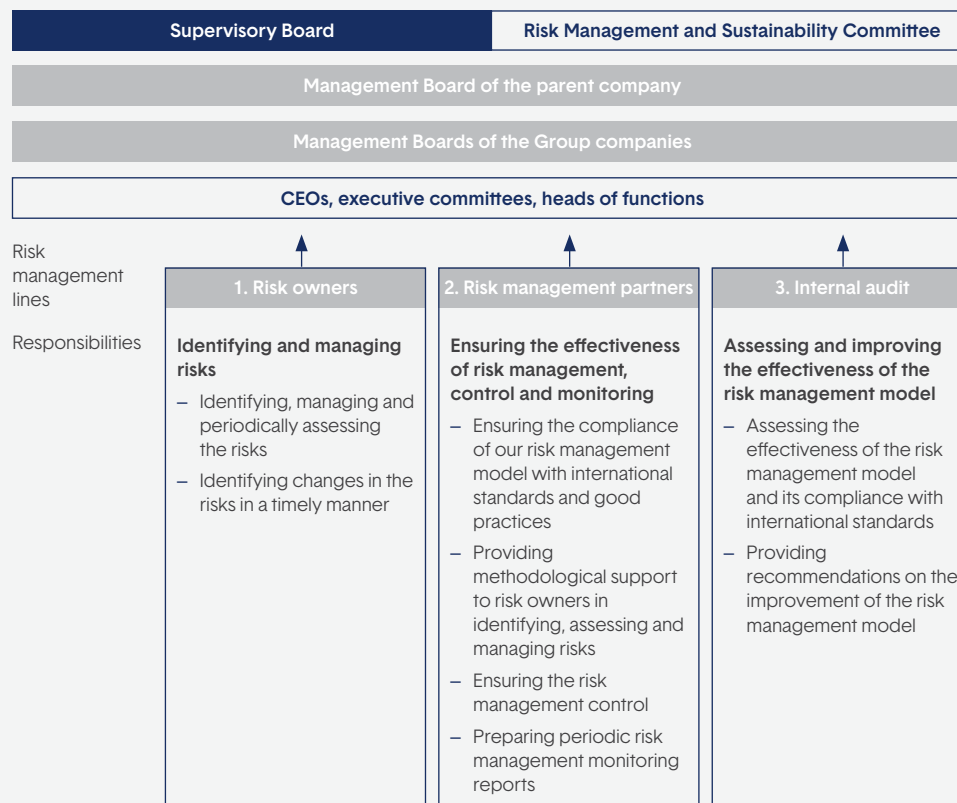 Supervisory Board
Risk Management and Sustainability Committee
Management Board of the parent company
Management Boards of the Group companies
CEOs, executive committees, heads of functions
Risk
management
lines
1. Risk owners
2. Risk management partners
3. Internal audit
Responsibilities
Identifying and managing
risks
– Identifying, managing and
periodically assessing
the risks
– Identifying changes in the
risks in a timely manner
Ensuring the effectiveness
of risk management,
control and monitoring
– Ensuring the compliance
of our risk management
model with international
standards and good
practices
– Providing
methodological support
to risk owners in
identifying, assessing and
managing risks
– Ensuring the risk
management control
– Preparing periodic risk
management monitoring
reports
Assessing and improving
the effectiveness of the
risk management model
– Assessing the
effectiveness of the risk
management model
and its compliance with
international standards
– Providing
recommendations on the
improvement of the risk
management model